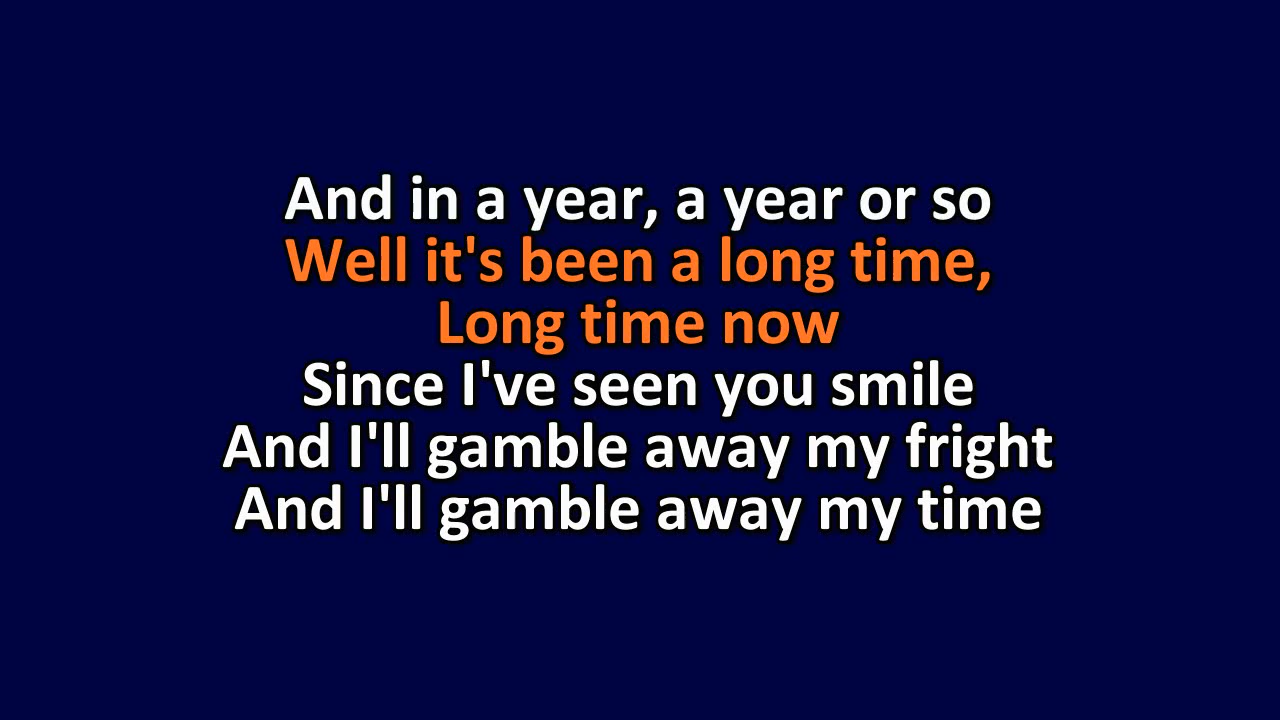 And in a year, a year or so
Well it's been a long time,
Long time now
Since I've seen you smile
And I'll gamble away my fright
And I'll gamble away my time